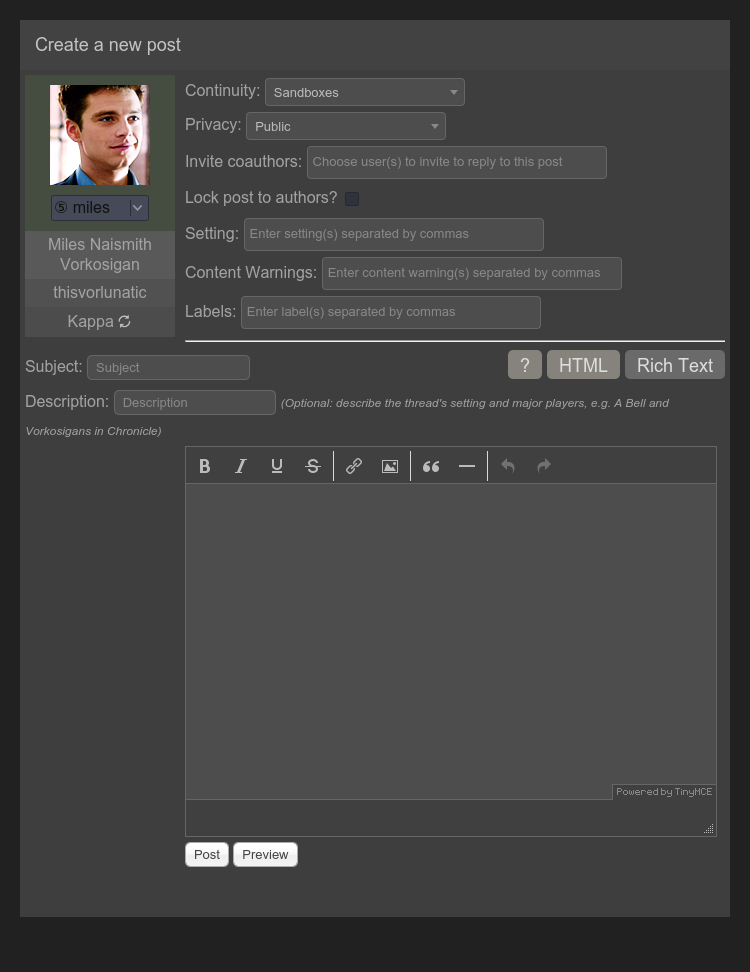 Create a new post
⑤ miles
Miles Naismith
Vorkosigan
thisvorlunatic
Kappa
Continuity: Sandboxes
Privacy: Public
Invite coauthors: Choose user(s) to invite to reply to this post
Lock post to authors?
Setting: Enter setting(s) separated by commas
Content Warnings: Enter content warning(s) separated by commas
Labels: Enter label(s) separated by commas
Subject: Subject
? HTML Rich Text
Description: Description (Optional: describe the thread's setting and major players, e.g. A Bell and
Vorkosigans in Chronicle)
B I U S
Powered by TinyMCE
Post Preview